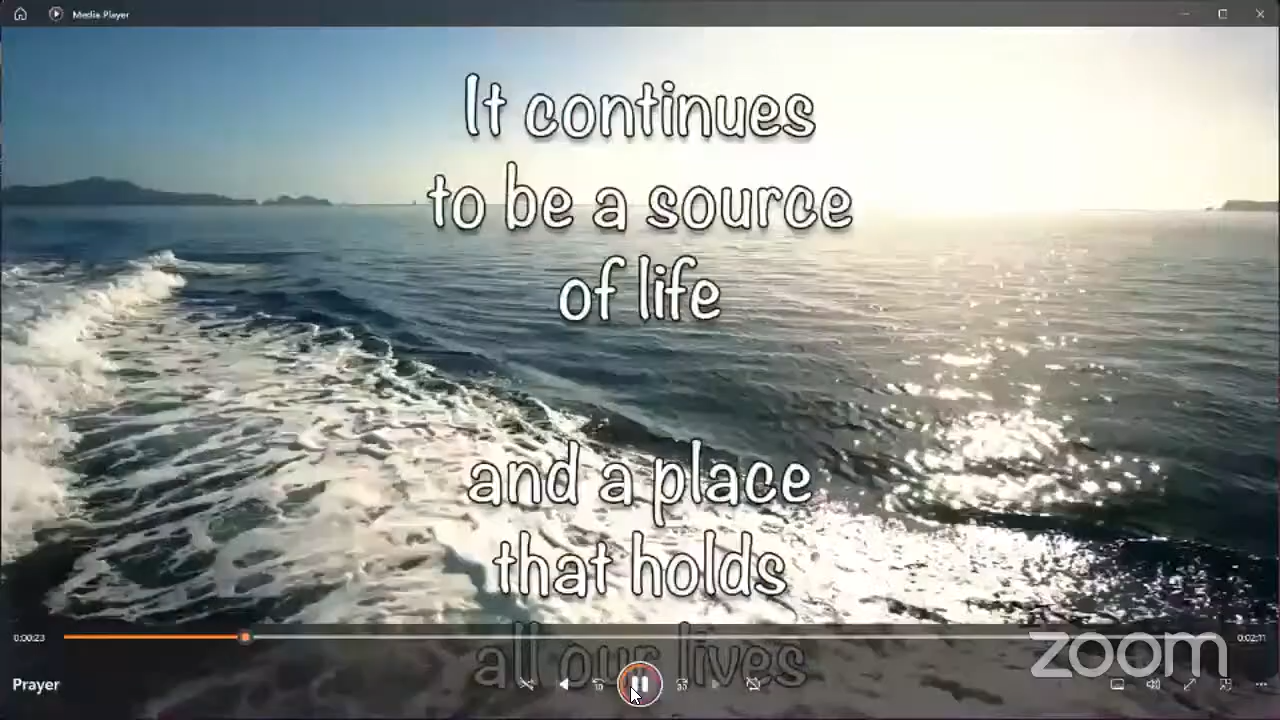 Media Player
It continues
to be a source
of life
and a place
that holds
all our lives
0:00:23
0:02:11
zoom
Prayer